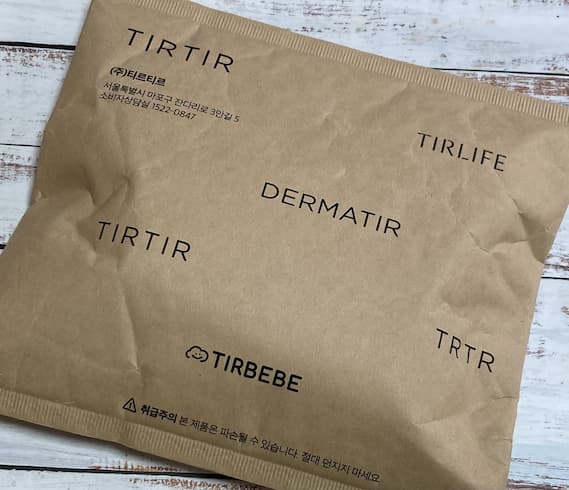 TIRTIR
(주)티르티르
서울특별시 마포구 잔다리로 3안길 5
소비자상담실 1522-0847
TIRLIFE
DERMATIR
TIRTIR
TRTR
TIRBEBE
취급주의 본 제품은 파손될 수 있습니다. 절대 던지지 마세요.